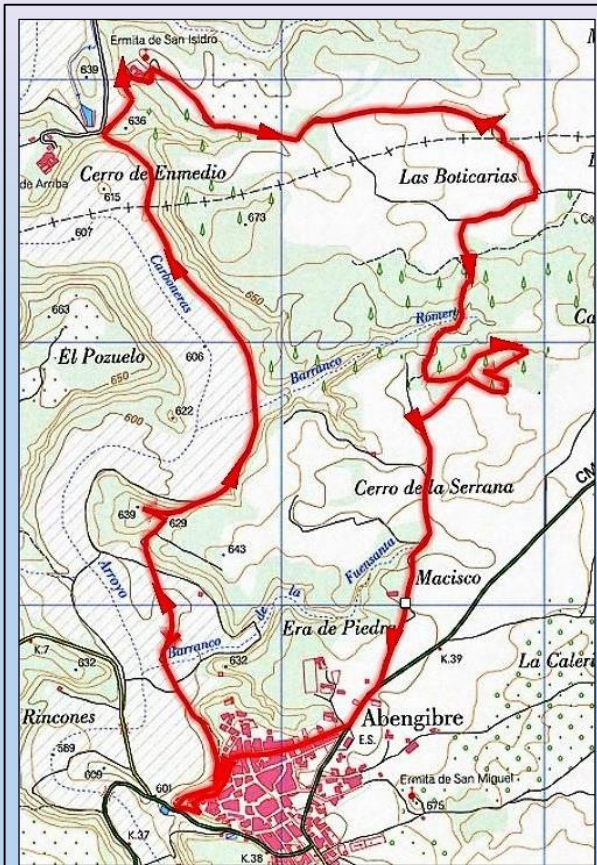 Ermita de San Isidro
639
636
de Arriba
Cerro de Enmedio
Las Boticarias
615
673
607
Carboneras
650
663
Romeri
El Pozuelo
606
Barranco
650
622
600
Cerro de la Serrana
CM
639
629
643
Fuensanta
Arroyo
la
de
Macisco
Barranco
Era de Piedra
K.7
632
632
K.39
La Caleri
Rincones
Abengibre
E.S.
589
609
601
Ermita de San Miguel
675
K.37
K.38